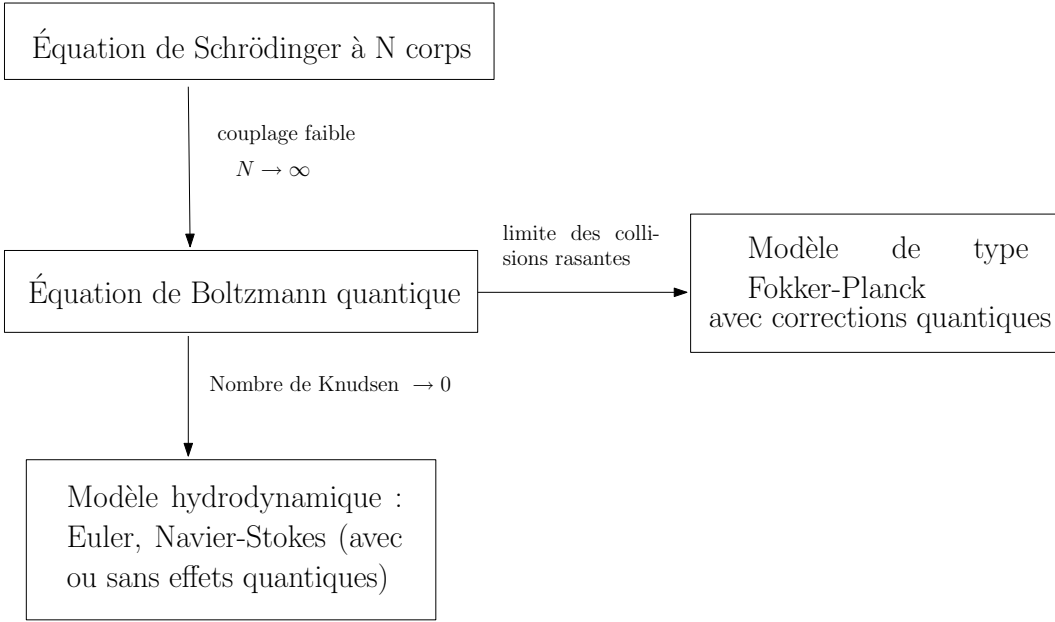 Équation de Schrödinger à N corps
couplage faible
N → ∞
limite des colli-
sions rasantes
Modèle de type
Fokker-Planck
avec corrections quantiques
Équation de Boltzmann quantique
Nombre de Knudsen → 0
Modèle hydrodynamique :
Euler, Navier-Stokes (avec
ou sans effets quantiques)